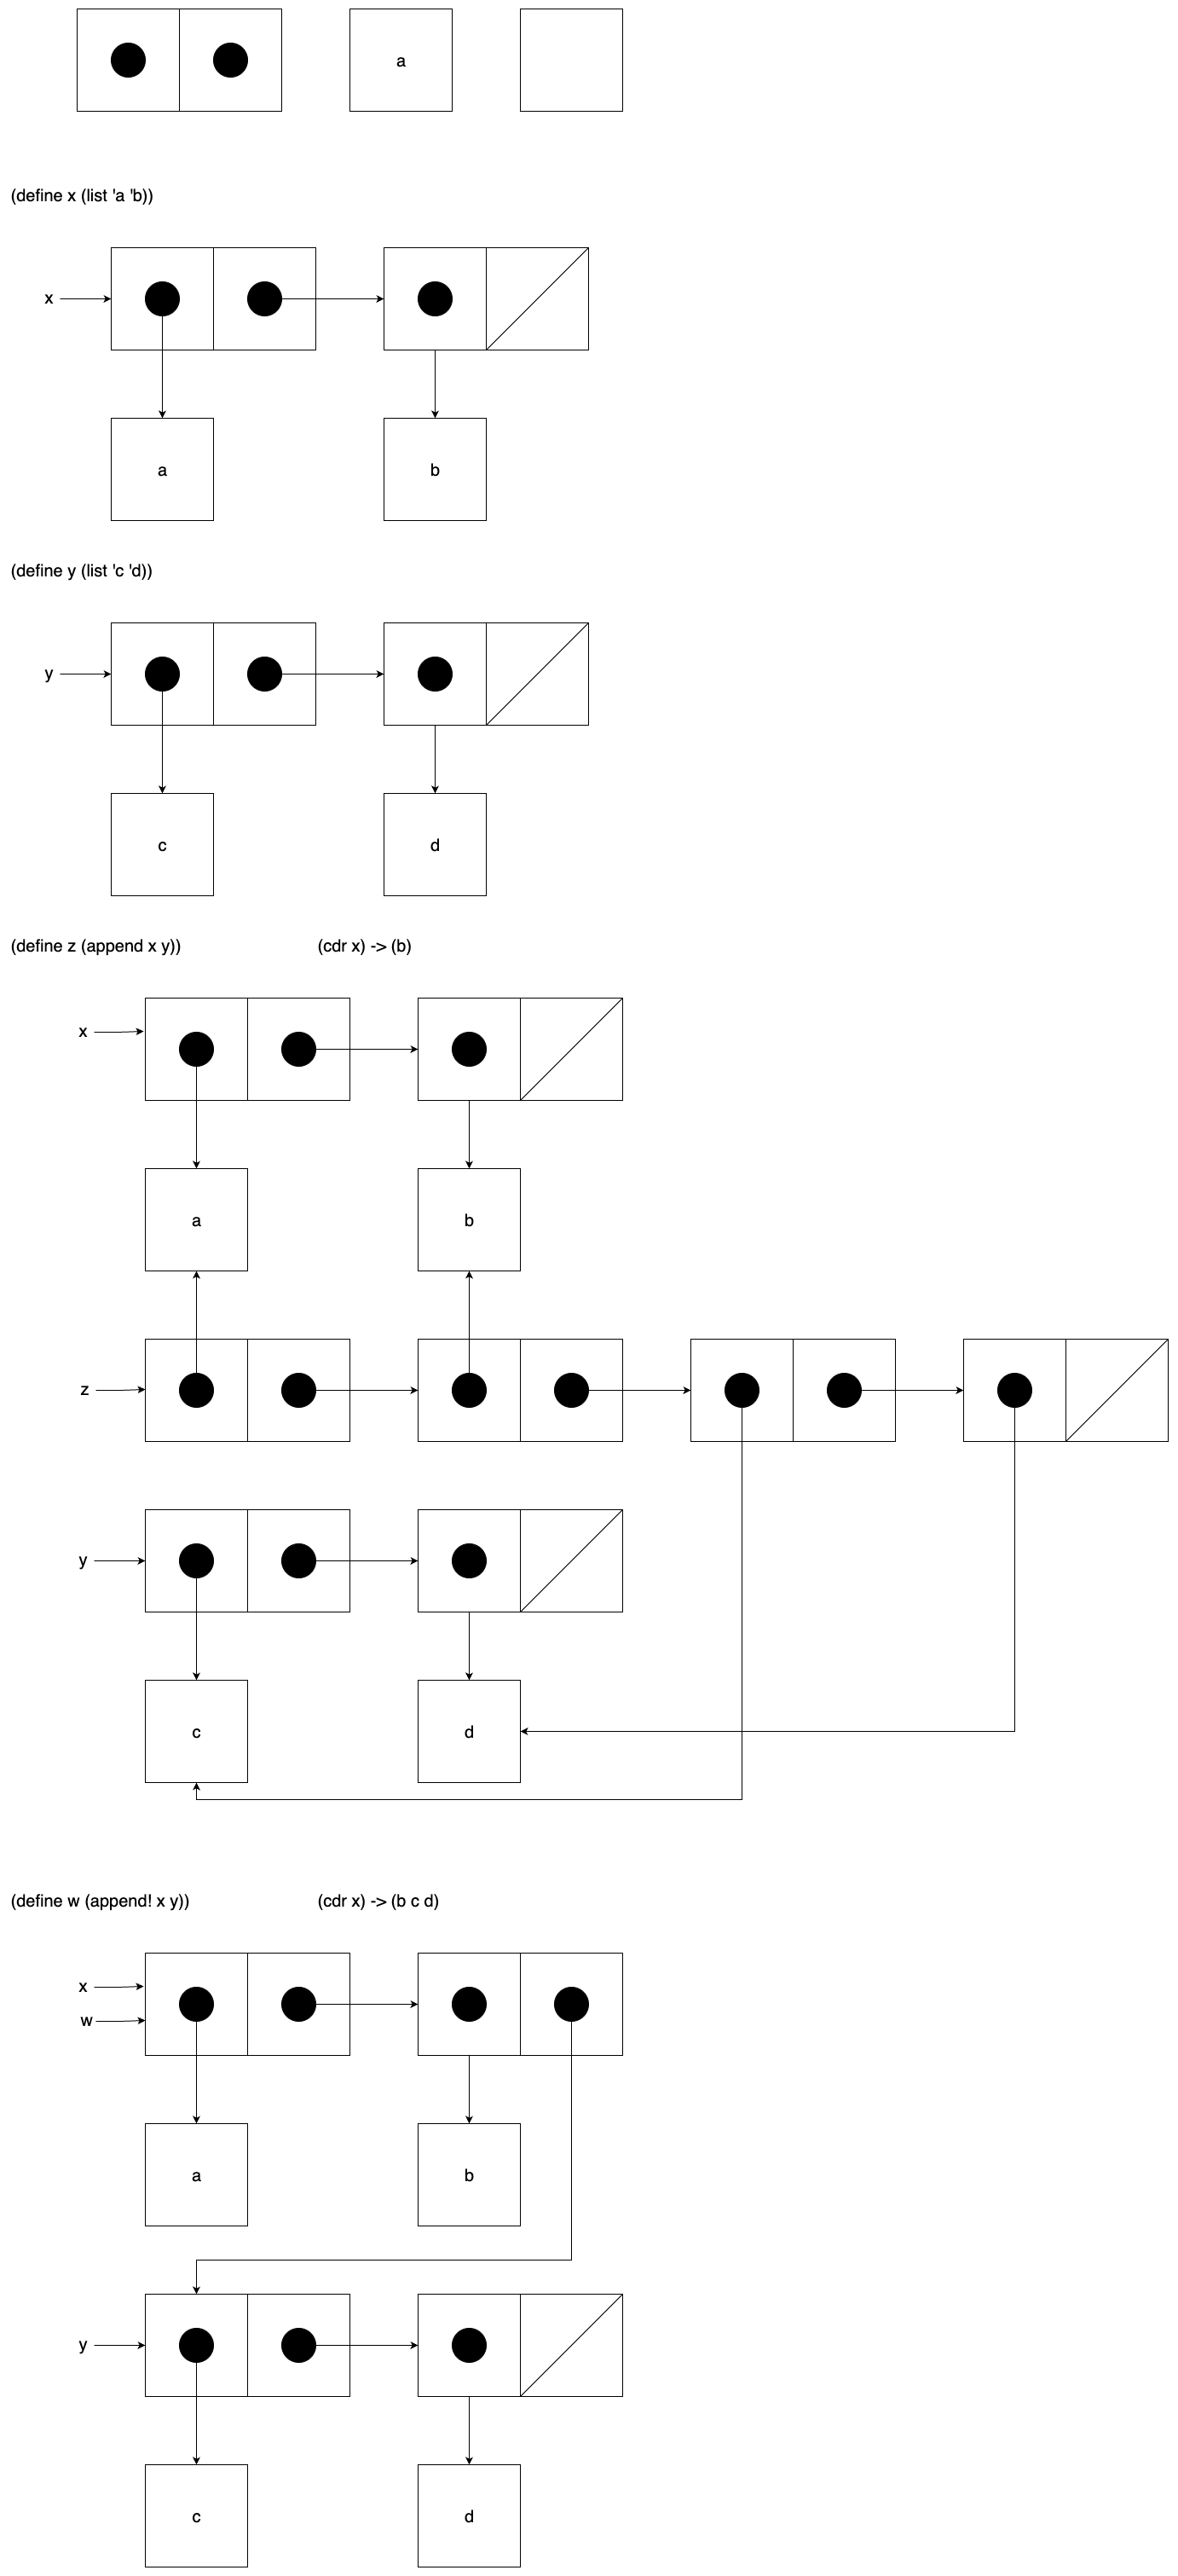 a
(define x (list 'a 'b))
x
a b
(define y (list 'c 'd))
y
c d
(define z (append x y)) (cdr x) -> (b)
x
a b
z
y
c d
(define w (append! x y)) (cdr x) -> (b c d)
x
w
a b
y
c d